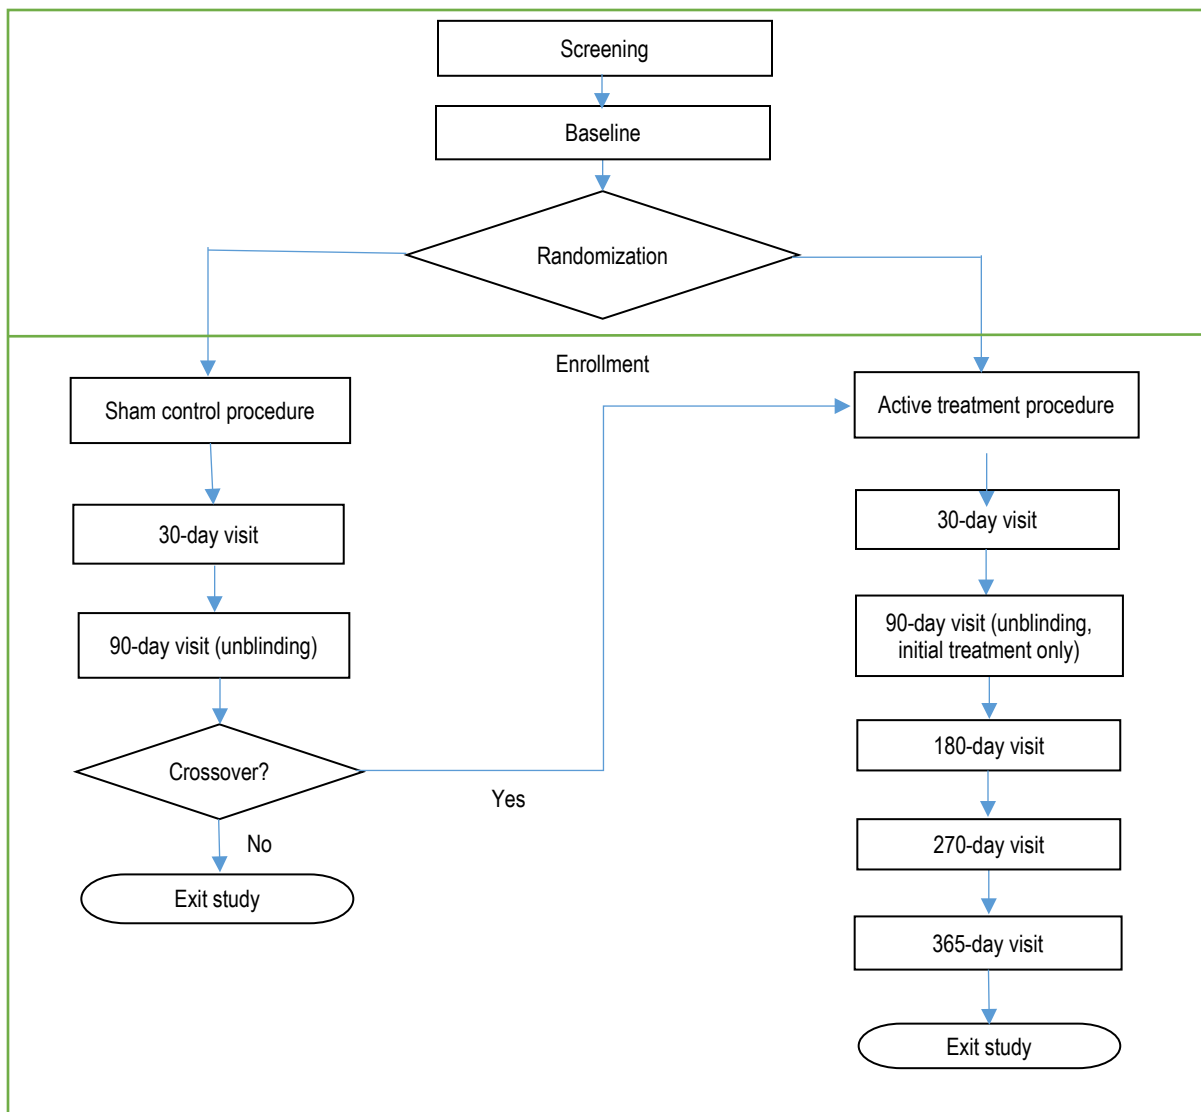 Screening
Baseline
Randomization
Enrollment
Sham control procedure
30-day visit
90-day visit (unblinding)
Crossover?
Yes
No
Exit study
Active treatment procedure
30-day visit
90-day visit (unblinding,
initial treatment only)
180-day visit
270-day visit
365-day visit
Exit study